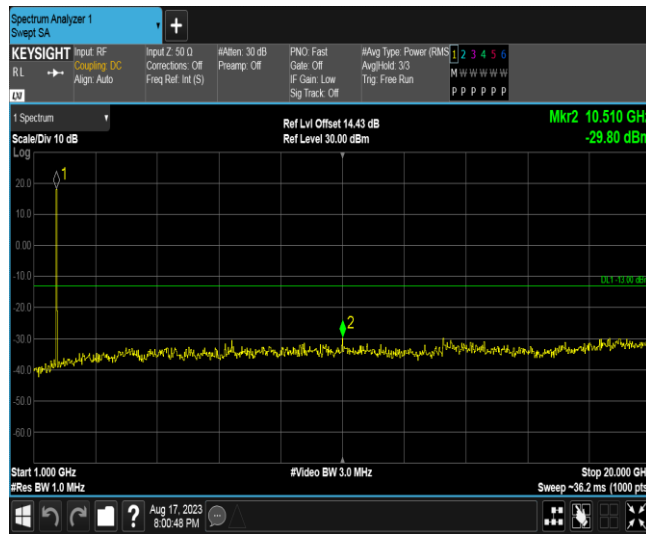 Spectrum Analyzer 1
Swept SA
+
KEYSIGHT Input: RF Input Z: 50 Ω #Atten: 30 dB PNO: Fast #Avg Type: Power (RMS 1 2 3 4 5 6
RL Coupling: DC Corrections: Off Preamp: Off Gate: Off Avg|Hold: 3/3 M W W W W W
Align: Auto Freq Ref: Int (S) IF Gain: Low Trig: Free Run
LXI Sig Track: Off P P P P P P
1 Spectrum Ref Lvl Offset 14.43 dB Mkr2 10.510 GHz
Scale/Div 10 dB Ref Level 30.00 dBm -29.80 dBm
Log
1
20.0
10.0
0.00
-10.0
DL1 -13.00 dBm
-20.0
2
-30.0
-40.0
-50.0
-60.0
Start 1.000 GHz #Video BW 3.0 MHz Stop 20.000 GHz
#Res BW 1.0 MHz Sweep ~36.2 ms (1000 pts)
? Aug 17, 2023
8:00:48 PM